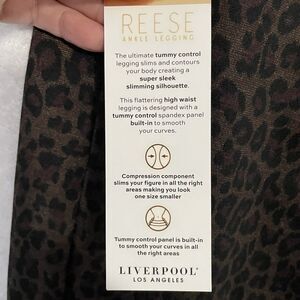 REESE
ANKLE LEGGING
The ultimate tummy control
legging slims and contours
your body creating a
super sleek
slimming silhouette.
This flattering high waist
legging is designed with a
tummy control spandex panel
built-in to smooth
your curves.
Compression component
slims your figure in all the right
areas making you look
one size smaller
Tummy control panel is built-in
to smooth your curves in all
the right areas
LIVERPOOL®
LOS ANGELES